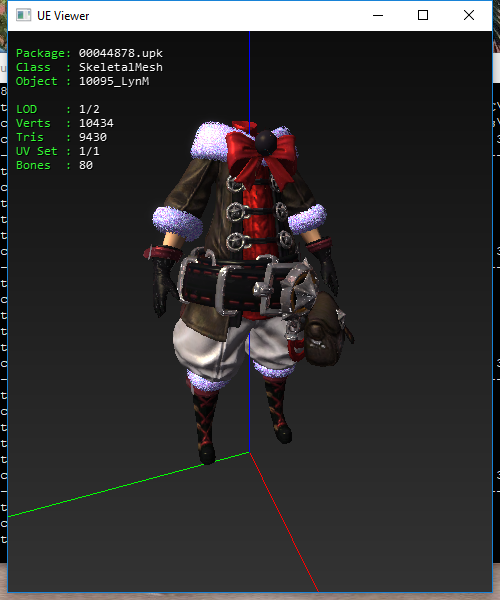 UE Viewer
Package: 00044878.upk
Class : SkeletalMesh
Object : 10095_LynM
LOD : 1/2
Verts : 10434
Tris : 9430
UV Set : 1/1
Bones : 80